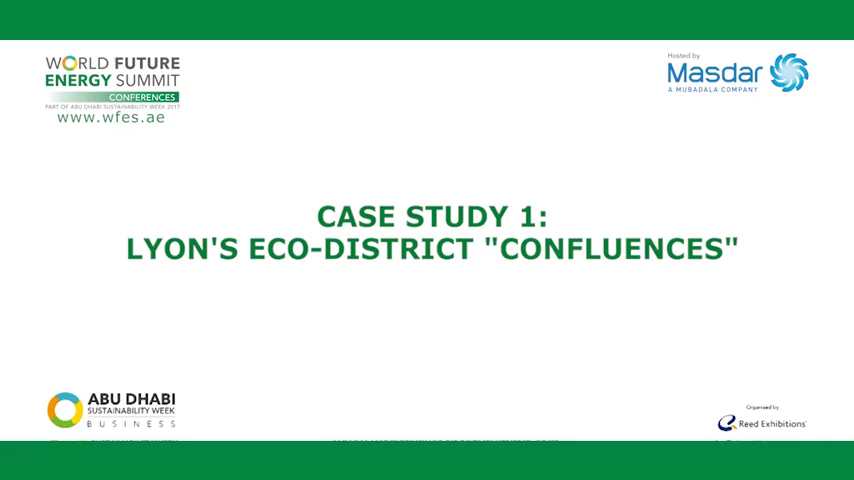 WORLD FUTURE
ENERGY SUMMIT
CONFERENCES
PART OF ABU DHABI SUSTAINABILITY WEEK 2017
www.wfes.ae
Hosted by
Masdar
A MUBADALA COMPANY
CASE STUDY 1:
LYON'S ECO-DISTRICT "CONFLUENCES"
ABU DHABI
SUSTAINABILITY WEEK
BUSINESS
Organised by
Reed Exhibitions